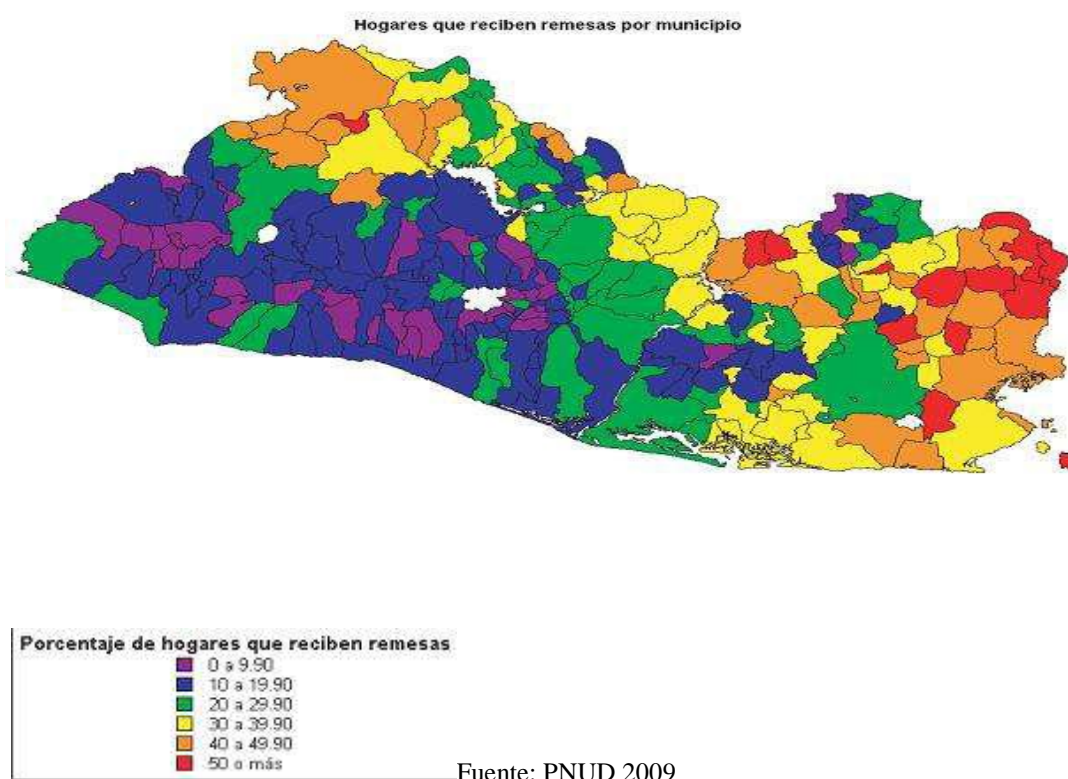 Hogares que reciben remesas por municipio
Porcentaje de hogares que reciben remesas
0 a 9.90
10 a 19.90
20 a 29.90
30 a 39.90
40 a 49.90
50 o más
Fuente: PNUD 2009